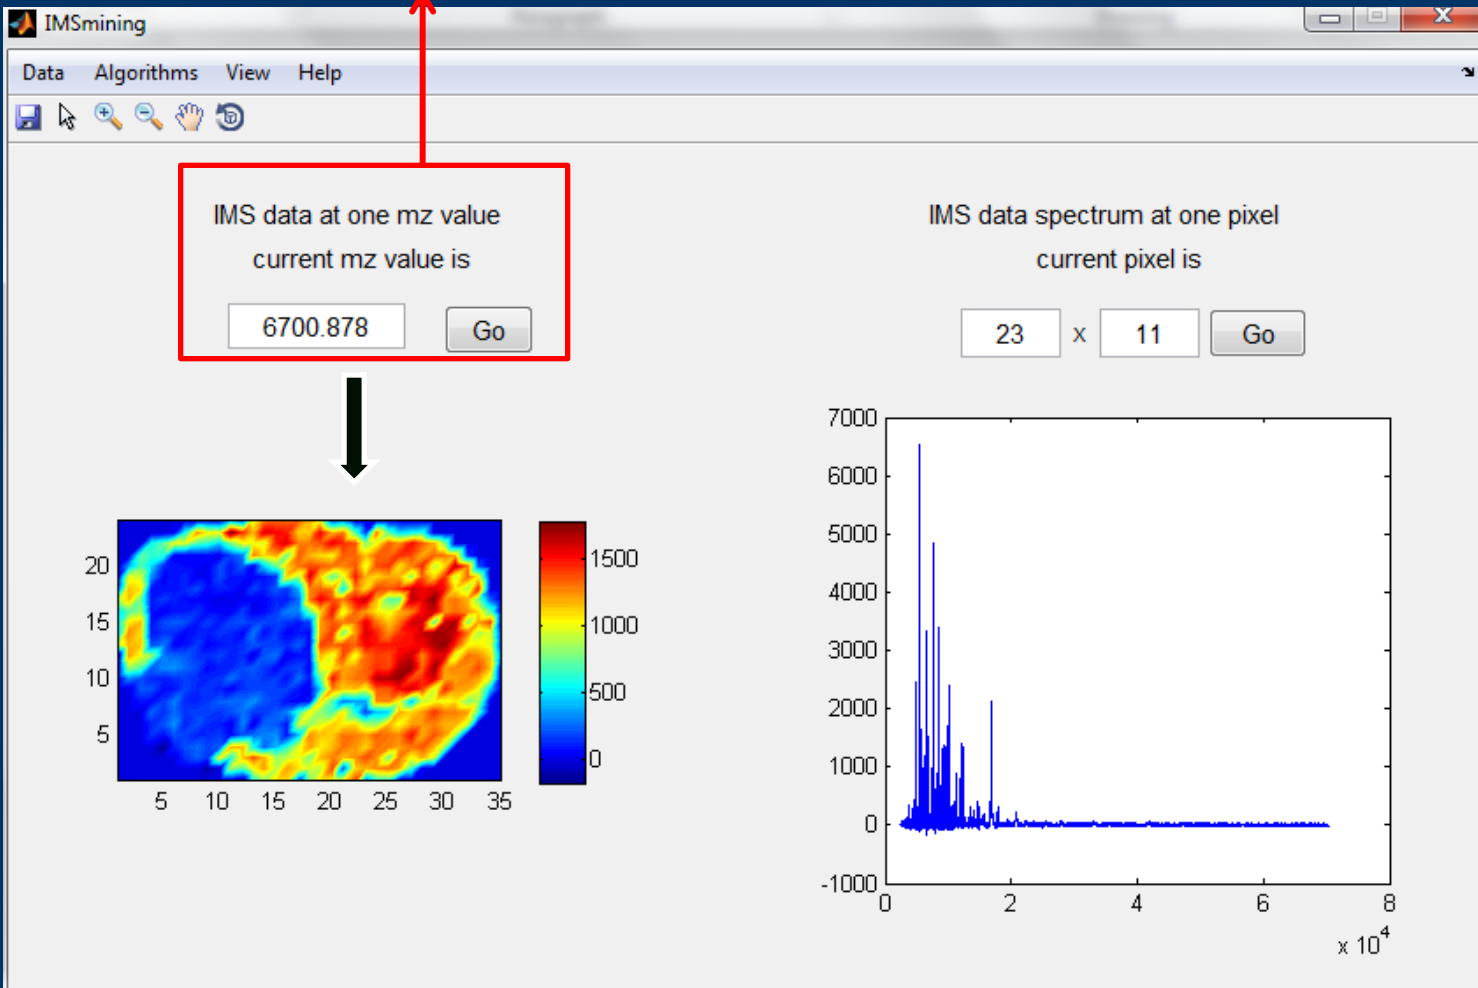 IMSmining
Data Algorithms View Help
IMS data at one mz value
current mz value is
6700.878 Go
IMS data spectrum at one pixel
current pixel is
23 x 11 Go
20
15
10
5
5 10 15 20 25 30 35
1500
1000
500
0
7000
6000
5000
4000
3000
2000
1000
0
-1000
0 2 4 6 8
x 10^4